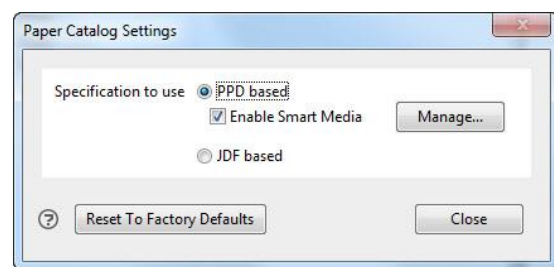 Paper Catalog Settings
Specification to use PPD based
Enable Smart Media Manage...
JDF based
? Reset To Factory Defaults Close